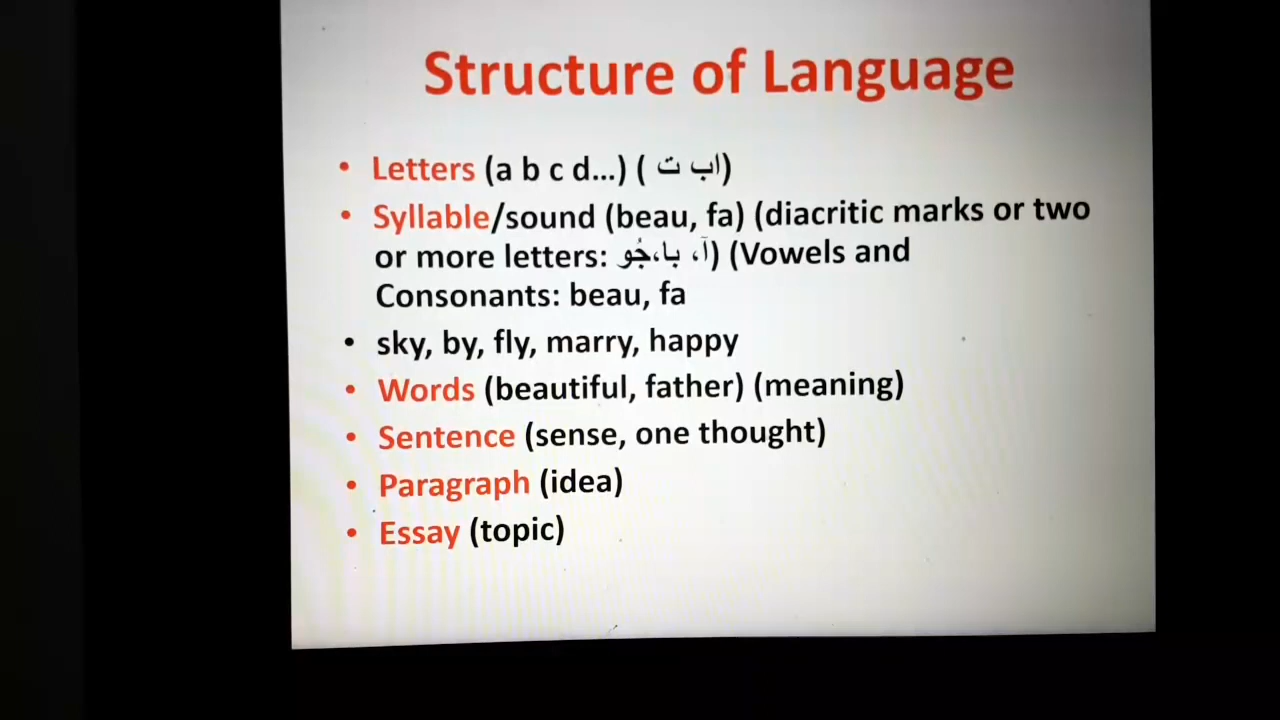 Structure of Language
• Letters (a b c d...) ( اب ت)
• Syllable/sound (beau, fa) (diacritic marks or two
or more letters: آ، با،جُو) (Vowels and
Consonants: beau, fa
• sky, by, fly, marry, happy
• Words (beautiful, father) (meaning)
• Sentence (sense, one thought)
• Paragraph (idea)
• Essay (topic)